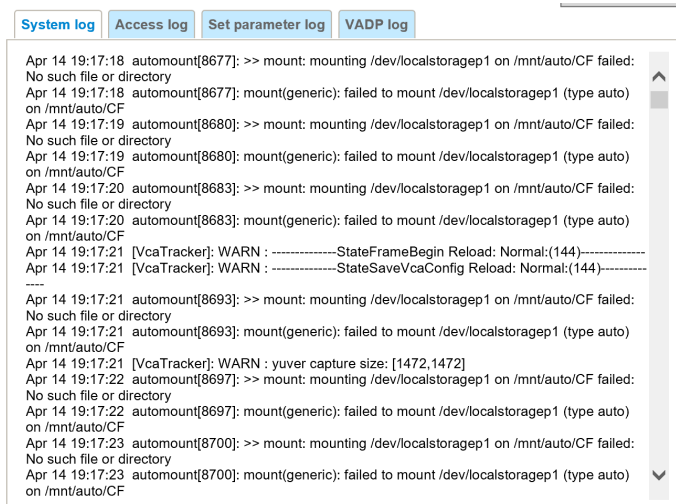 System log
Access log
Set parameter log
VADP log
Apr 14 19:17:18  automount[8677]: >> mount: mounting /dev/localstoragep1 on /mnt/auto/CF failed:
No such file or directory
Apr 14 19:17:18  automount[8677]: mount(generic): failed to mount /dev/localstoragep1 (type auto)
on /mnt/auto/CF
Apr 14 19:17:19  automount[8680]: >> mount: mounting /dev/localstoragep1 on /mnt/auto/CF failed:
No such file or directory
Apr 14 19:17:19  automount[8680]: mount(generic): failed to mount /dev/localstoragep1 (type auto)
on /mnt/auto/CF
Apr 14 19:17:20  automount[8683]: >> mount: mounting /dev/localstoragep1 on /mnt/auto/CF failed:
No such file or directory
Apr 14 19:17:20  automount[8683]: mount(generic): failed to mount /dev/localstoragep1 (type auto)
on /mnt/auto/CF
Apr 14 19:17:21  [VcaTracker]: WARN : --------------StateFrameBegin Reload: Normal:(144)--------------
Apr 14 19:17:21  [VcaTracker]: WARN : --------------StateSaveVcaConfig Reload: Normal:(144)----------
----
Apr 14 19:17:21  automount[8693]: >> mount: mounting /dev/localstoragep1 on /mnt/auto/CF failed:
No such file or directory
Apr 14 19:17:21  automount[8693]: mount(generic): failed to mount /dev/localstoragep1 (type auto)
on /mnt/auto/CF
Apr 14 19:17:21  [VcaTracker]: WARN : yuver capture size: [1472,1472]
Apr 14 19:17:22  automount[8697]: >> mount: mounting /dev/localstoragep1 on /mnt/auto/CF failed:
No such file or directory
Apr 14 19:17:22  automount[8697]: mount(generic): failed to mount /dev/localstoragep1 (type auto)
on /mnt/auto/CF
Apr 14 19:17:23  automount[8700]: >> mount: mounting /dev/localstoragep1 on /mnt/auto/CF failed:
No such file or directory
Apr 14 19:17:23  automount[8700]: mount(generic): failed to mount /dev/localstoragep1 (type auto)
on /mnt/auto/CF